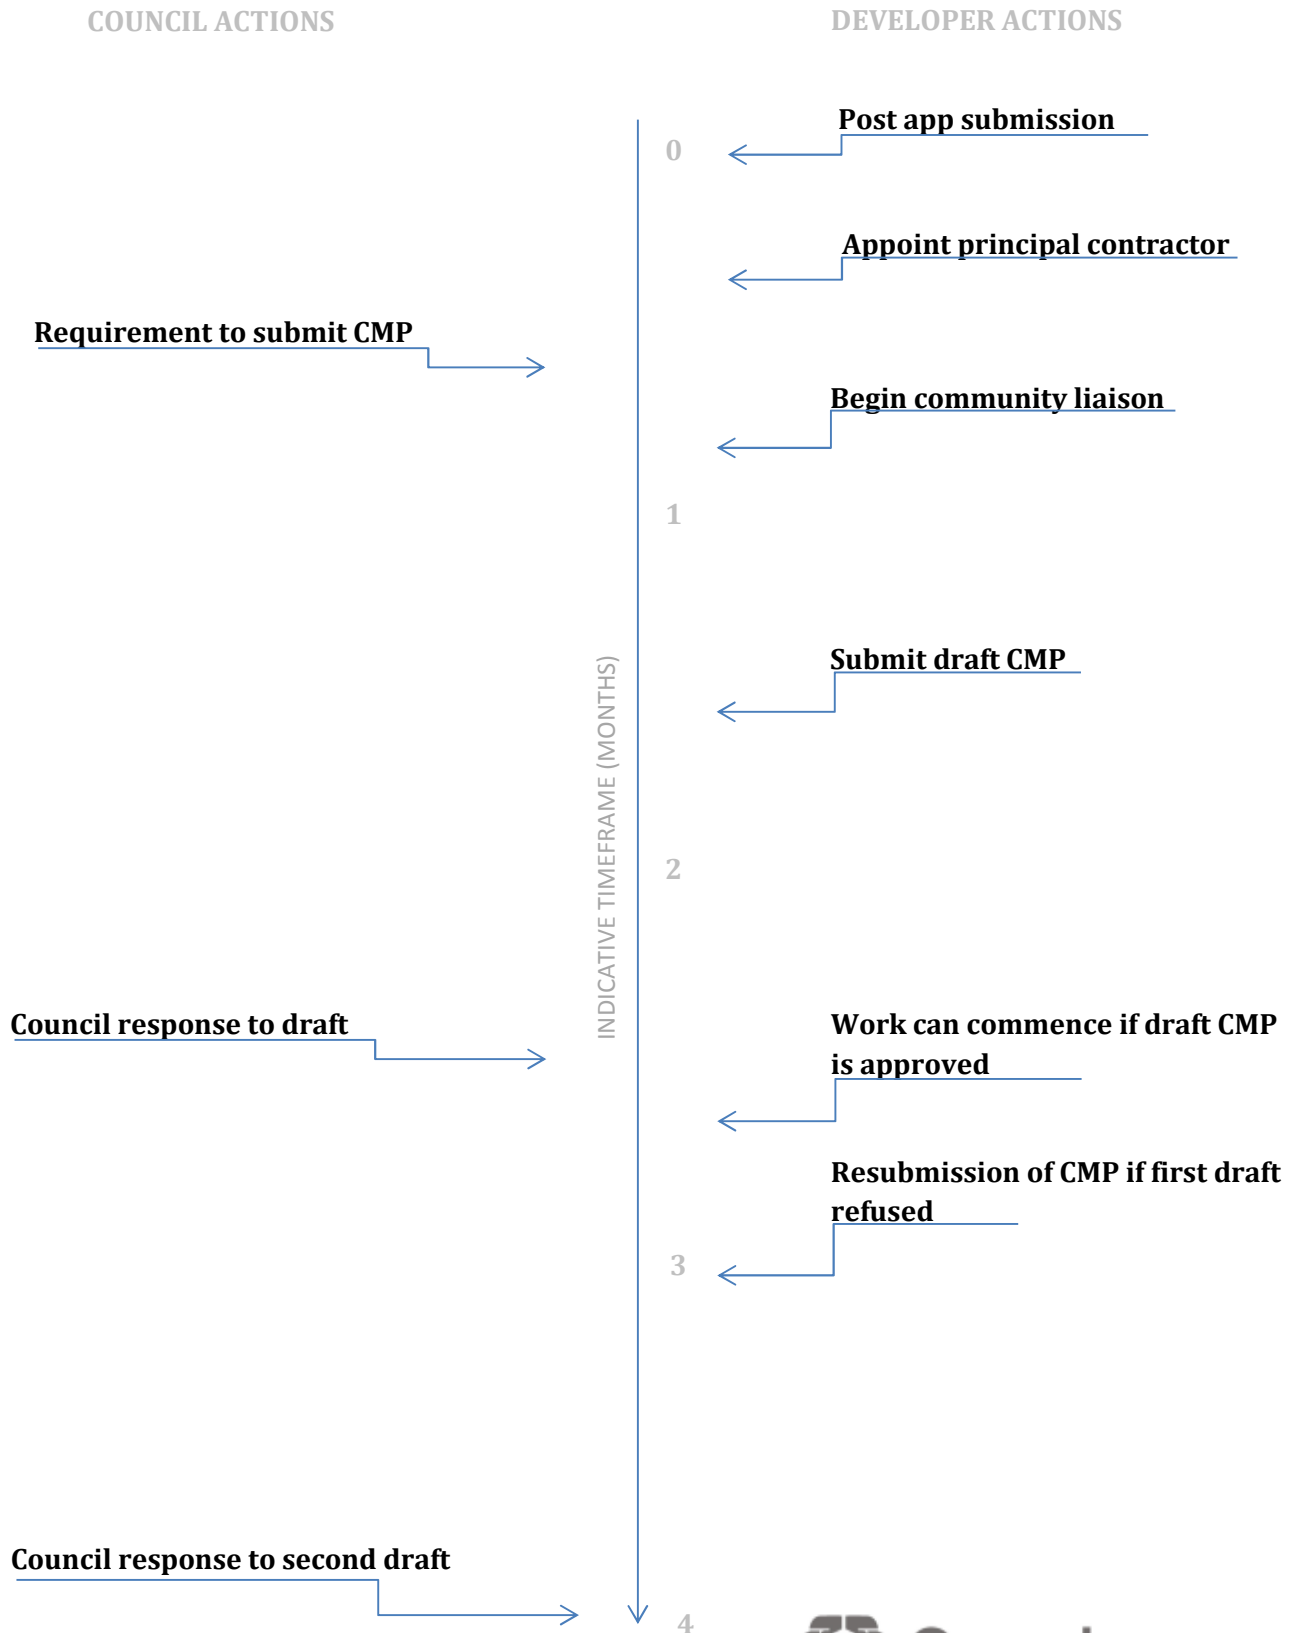 COUNCIL ACTIONS
DEVELOPER ACTIONS
Post app submission
0
Appoint principal contractor
Requirement to submit CMP
Begin community liaison
1
Submit draft CMP
INDICATIVE TIMEFRAME (MONTHS)
2
Council response to draft
Work can commence if draft CMP
is approved
Resubmission of CMP if first draft
refused
3
Council response to second draft
4